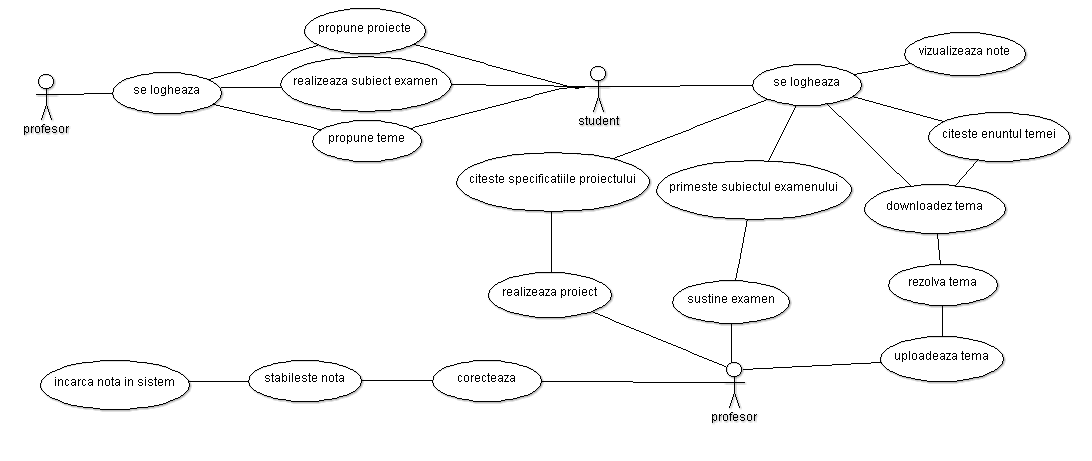 propune proiecte
vizualizeaza note
se logheaza
realizeaza subiect examen
se logheaza
profesor
student
propune teme
citeste enuntul temei
citeste specificatiile proiectului
primeste subiectul examenului
downloadez tema
realizeaza proiect
sustine examen
rezolva tema
uploadeaza tema
incarca nota in sistem
stabileste nota
corecteaza
profesor